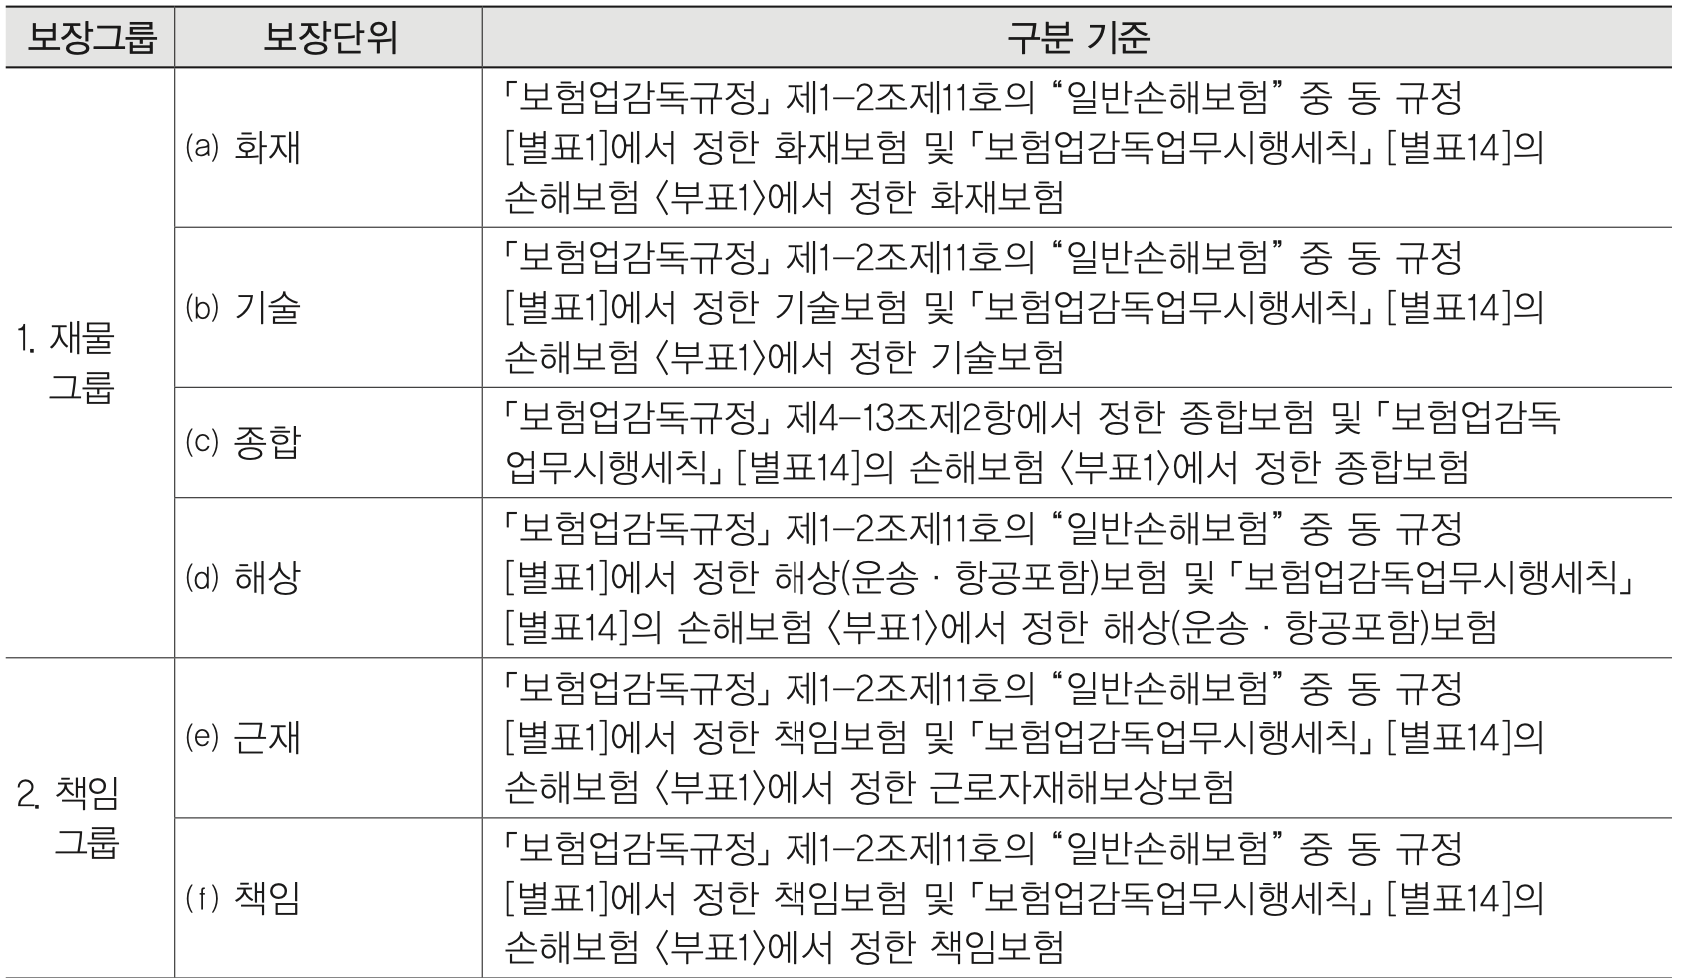 보장그룹 보장단위 구분 기준
1. 재물
그룹
(a) 화재
「보험업감독규정」 제1-2조제11호의 “일반손해보험” 중 동 규정
[별표1]에서 정한 화재보험 및 「보험업감독업무시행세칙」 [별표14]의
손해보험 〈부표1〉에서 정한 화재보험
(b) 기술
「보험업감독규정」 제1-2조제11호의 “일반손해보험” 중 동 규정
[별표1]에서 정한 기술보험 및 「보험업감독업무시행세칙」 [별표14]의
손해보험 〈부표1〉에서 정한 기술보험
(c) 종합
「보험업감독규정」 제4-13조제2항에서 정한 종합보험 및 「보험업감독
업무시행세칙」 [별표14]의 손해보험 〈부표1〉에서 정한 종합보험
(d) 해상
「보험업감독규정」 제1-2조제11호의 “일반손해보험” 중 동 규정
[별표1]에서 정한 해상(운송 · 항공포함)보험 및 「보험업감독업무시행세칙」
[별표14]의 손해보험 〈부표1〉에서 정한 해상(운송 · 항공포함)보험
2. 책임
그룹
(e) 근재
「보험업감독규정」 제1-2조제11호의 “일반손해보험” 중 동 규정
[별표1]에서 정한 책임보험 및 「보험업감독업무시행세칙」 [별표14]의
손해보험 〈부표1〉에서 정한 근로자재해보상보험
(f) 책임
「보험업감독규정」 제1-2조제11호의 “일반손해보험” 중 동 규정
[별표1]에서 정한 책임보험 및 「보험업감독업무시행세칙」 [별표14]의
손해보험 〈부표1〉에서 정한 책임보험